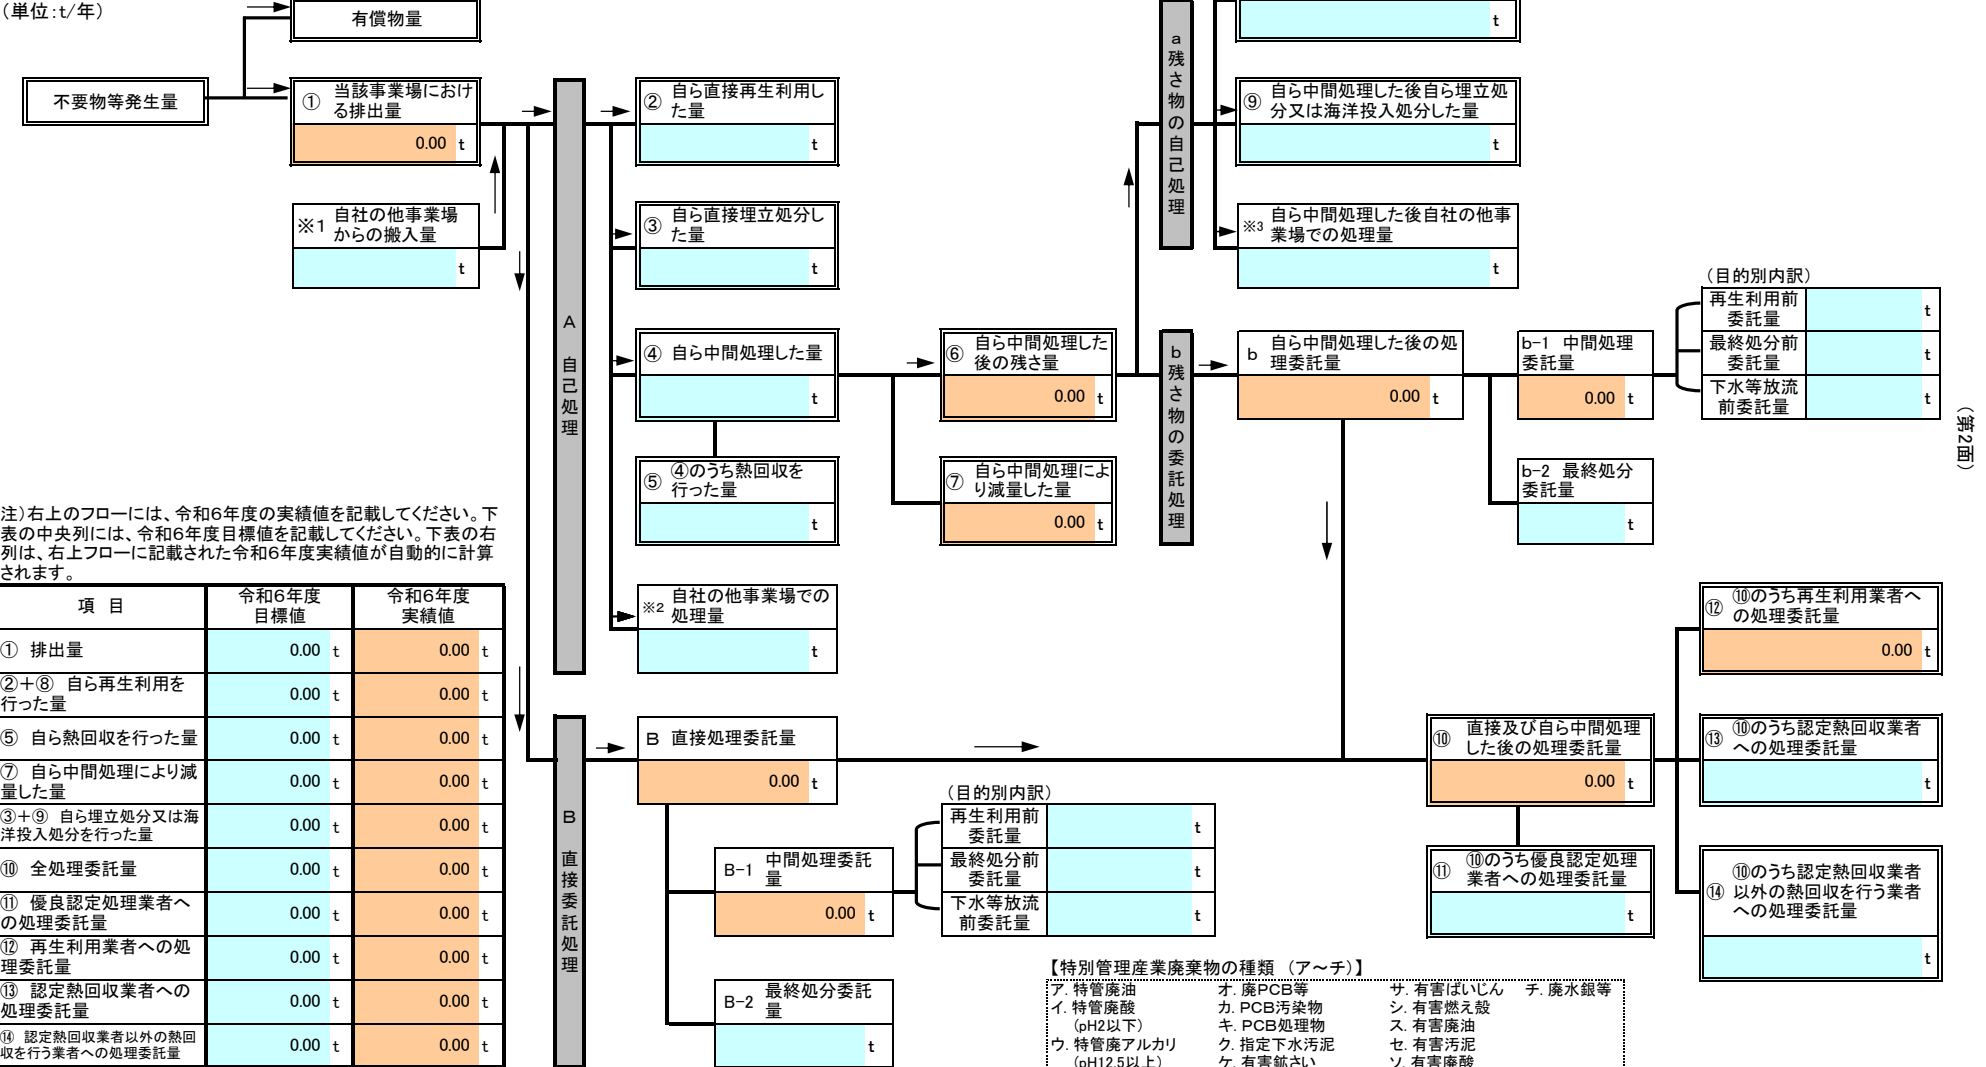 （単位：t/年）
有償物量
不要物等発生量
① 当該事業場におけ
る排出量
0.00 t
※1 自社の他事業場
からの搬入量
t
A 自己処理
② 自ら直接再生利用し
た量
t
③ 自ら直接埋立処分し
た量
t
④ 自ら中間処理した量
t
⑤ ④のうち熱回収を
行った量
t
※2 自社の他事業場での
処理量
t
⑥ 自ら中間処理した
後の残さ量
0.00 t
⑦ 自ら中間処理によ
り減量した量
0.00 t
a 残さ物の自己処理
t
⑨ 自ら中間処理した後自ら埋立処
分又は海洋投入処分した量
t
※3 自ら中間処理した後自社の他事
業場での処理量
t
b 残さ物の委託処理
b 自ら中間処理した後の処
理委託量
0.00 t
b-1 中間処理
委託量
0.00 t
（目的別内訳）
再生利用前
委託量
t
最終処分前
委託量
t
下水等放流
前委託量
t
b-2 最終処分
委託量
t
（第2面）
注）右上のフローには、令和6年度の実績値を記載してください。下
表の中央列には、令和6年度目標値を記載してください。下表の右
列は、右上フローに記載された令和6年度実績値が自動的に計算
されます。
項 目 令和6年度 目標値 令和6年度 実績値
① 排出量 0.00 t 0.00 t
②＋⑧ 自ら再生利用を
行った量 0.00 t 0.00 t
⑤ 自ら熱回収を行った量 0.00 t 0.00 t
⑦ 自ら中間処理により減
量した量 0.00 t 0.00 t
③＋⑨ 自ら埋立処分又は海
洋投入処分を行った量 0.00 t 0.00 t
⑩ 全処理委託量 0.00 t 0.00 t
⑪ 優良認定処理業者へ
の処理委託量 0.00 t 0.00 t
⑫ 再生利用業者への処
理委託量 0.00 t 0.00 t
⑬ 認定熱回収業者への
処理委託量 0.00 t 0.00 t
⑭ 認定熱回収業者以外の熱回
収を行う業者への処理委託量 0.00 t 0.00 t
B 直接委託処理
B 直接処理委託量
0.00 t
B-1 中間処理委託
量
0.00 t
（目的別内訳）
再生利用前
委託量
t
最終処分前
委託量
t
下水等放流
前委託量
t
B-2 最終処分委託
量
t
⑩ 直接及び自ら中間処理
した後の処理委託量
0.00 t
⑪ ⑩のうち優良認定処理
業者への処理委託量
t
⑫ ⑩のうち再生利用業者へ
の処理委託量
0.00 t
⑬ ⑩のうち認定熱回収業者
への処理委託量
t
⑭ ⑩のうち認定熱回収業者
以外の熱回収を行う業者
への処理委託量
t
【特別管理産業廃棄物の種類 （ア～チ）】
ア. 特管廃油 オ. 廃PCB等 サ. 有害ばいじん チ. 廃水銀等
イ. 特管廃酸 カ. PCB汚染物 シ. 有害燃え殻
（pH2以下） キ. PCB処理物 ス. 有害廃油
ウ. 特管廃アルカリ ク. 指定下水汚泥 セ. 有害汚泥
（pH12.5以上） ケ. 有害鉱さい ソ. 有害廃酸